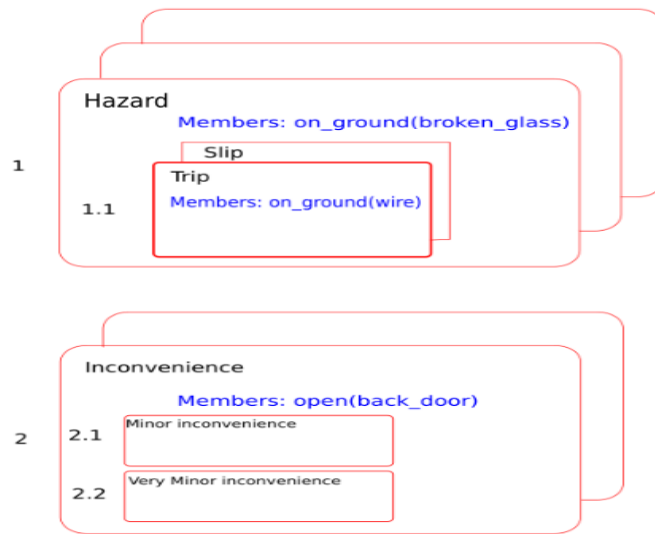 Hazard
Members: on_ground(broken_glass)
1
Slip
Trip
1.1
Members: on_ground(wire)
Inconvenience
Members: open(back_door)
2
2.1
Minor inconvenience
2.2
Very Minor inconvenience